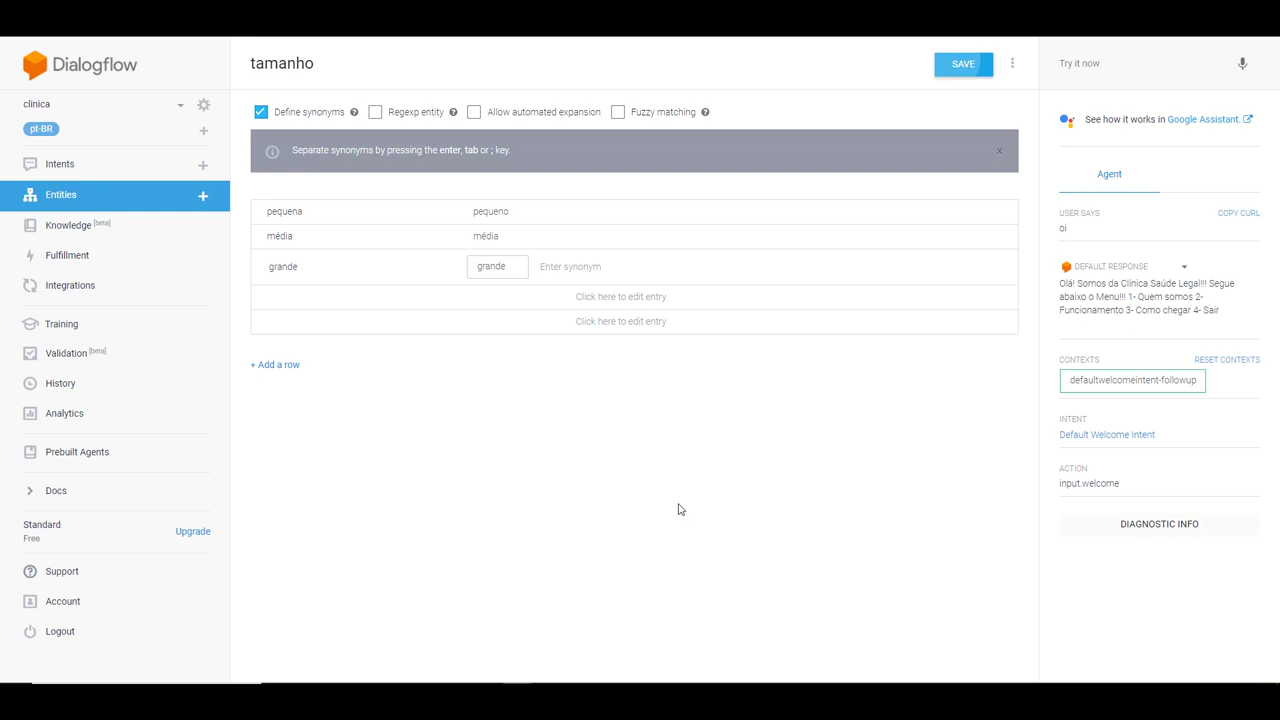 Dialogflow
clinica
pt-BR
Intents
Entities
Knowledge [beta]
Fulfillment
Integrations
Training
Validation [beta]
History
Analytics
Prebuilt Agents
Docs
Standard
Free
Upgrade
Support
Account
Logout
tamanho
SAVE
Define synonyms
Regexp entity
Allow automated expansion
Fuzzy matching
Separate synonyms by pressing the enter, tab or ; key.
pequena pequeno
média média
grande grande Enter synonym
Click here to edit entry
Click here to edit entry
+ Add a row
Try it now
See how it works in Google Assistant.
Agent
USER SAYS COPY CURL
oi
DEFAULT RESPONSE
Olá! Somos da Clínica Saúde Legal!!! Segue
abaixo o Menu!!! 1- Quem somos 2-
Funcionamento 3- Como chegar 4- Sair
CONTEXTS RESET CONTEXTS
defaultwelcomeintent-followup
INTENT
Default Welcome Intent
ACTION
input.welcome
DIAGNOSTIC INFO